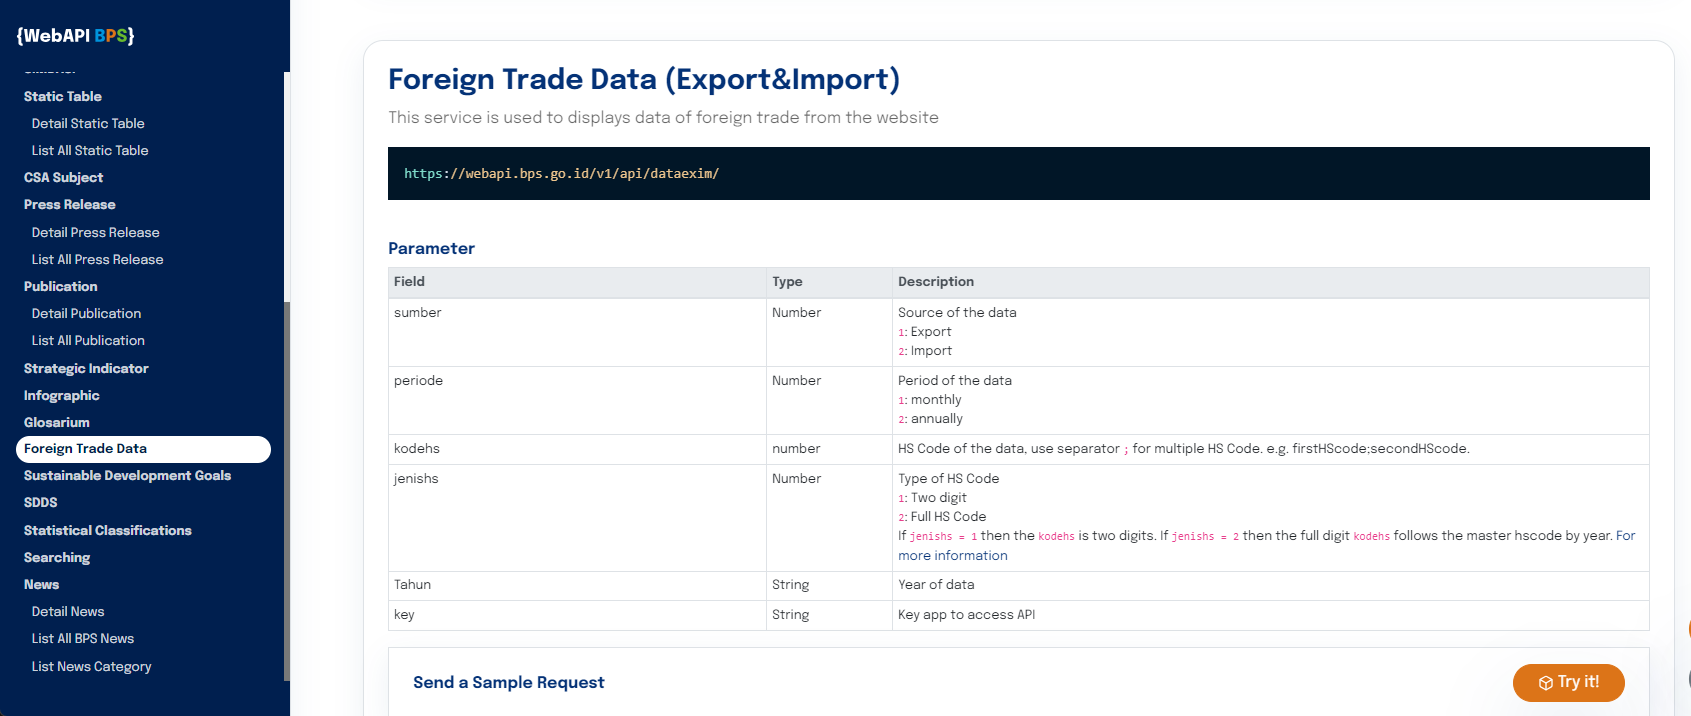 {WebAPI BPS}
Static Table
Detail Static Table
List All Static Table
CSA Subject
Press Release
Detail Press Release
List All Press Release
Publication
Detail Publication
List All Publication
Strategic Indicator
Infographic
Glosarium
Foreign Trade Data
Sustainable Development Goals
SDDS
Statistical Classifications
Searching
News
Detail News
List All BPS News
List News Category
Foreign Trade Data (Export&Import)
This service is used to displays data of foreign trade from the website
https://webapi.bps.go.id/v1/api/dataexim/
Parameter
Field Type Description
sumber Number Source of the data
1: Export
2: Import
periode Number Period of the data
1: monthly
2: annually
kodehs number HS Code of the data, use separator ; for multiple HS Code. e.g. firstHScode;secondHScode.
jenishs Number Type of HS Code
1: Two digit
2: Full HS Code
If jenishs = 1 then the kodehs is two digits. If jenishs = 2 then the full digit kodehs follows the master hscode by year. For
more information
Tahun String Year of data
key String Key app to access API
Send a Sample Request
Try it!